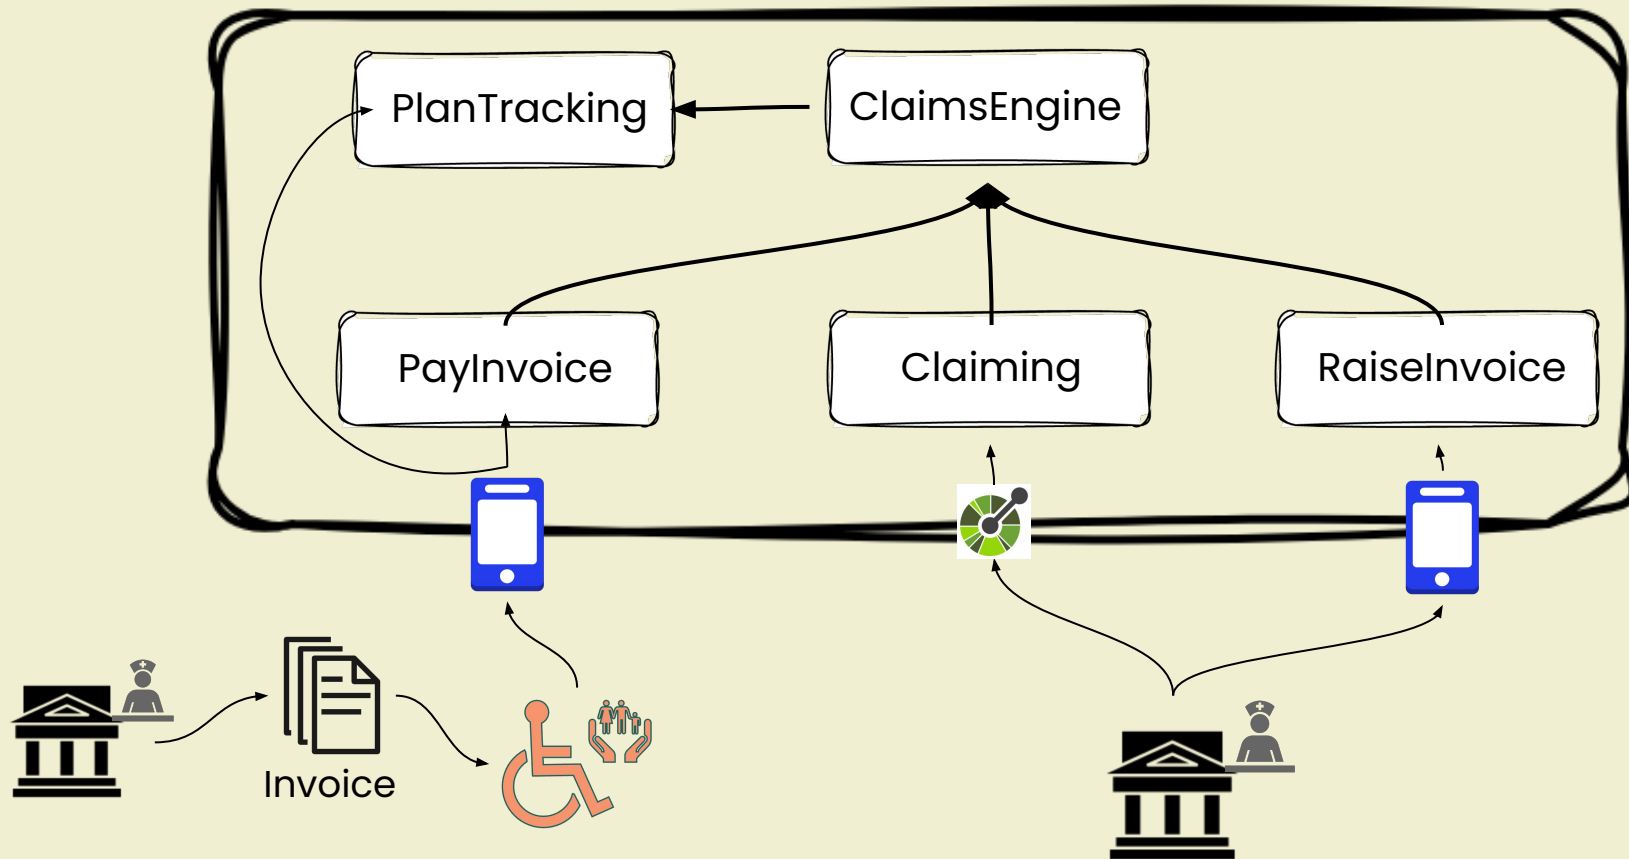 PlanTracking
ClaimsEngine
PayInvoice
Claiming
RaiseInvoice
Invoice